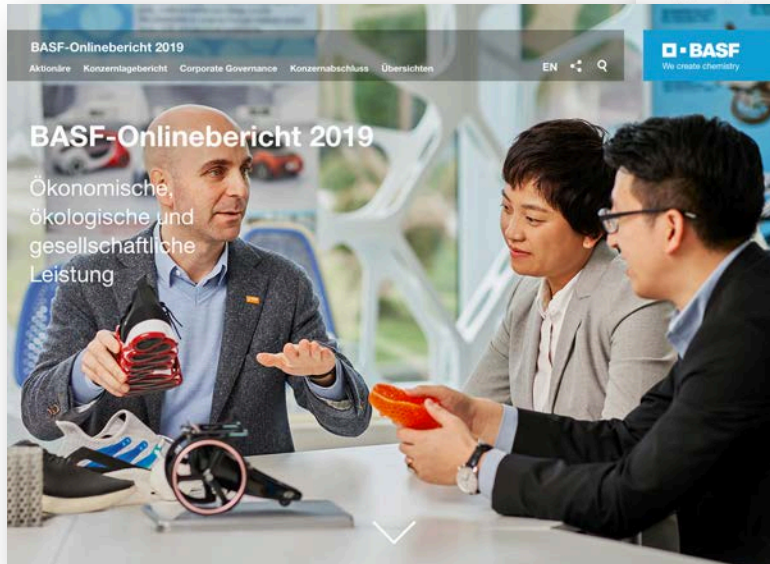 BASF-Onlinebericht 2019
Aktionäre Konzernlagebericht Corporate Governance Konzernabschluss Übersichten
EN
BASF
We create chemistry
BASF-Onlinebericht 2019
Ökonomische,
ökologische und
gesellschaftliche
Leistung